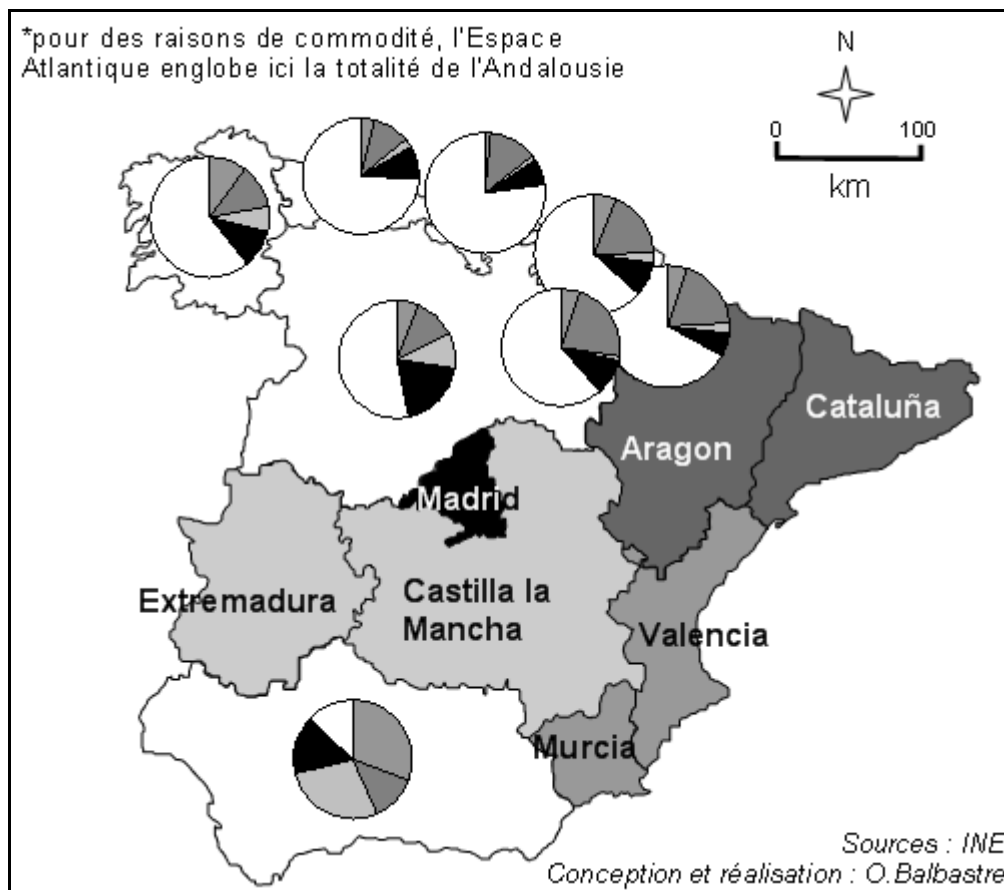 *pour des raisons de commodité, l'Espace
Atlantique englobe ici la totalité de l'Andalousie
N
0 100
km
Cataluña
Aragon
Madrid
Extremadura
Castilla la
Mancha
Valencia
Murcia
Sources : INE
Conception et réalisation : O.Balbastre